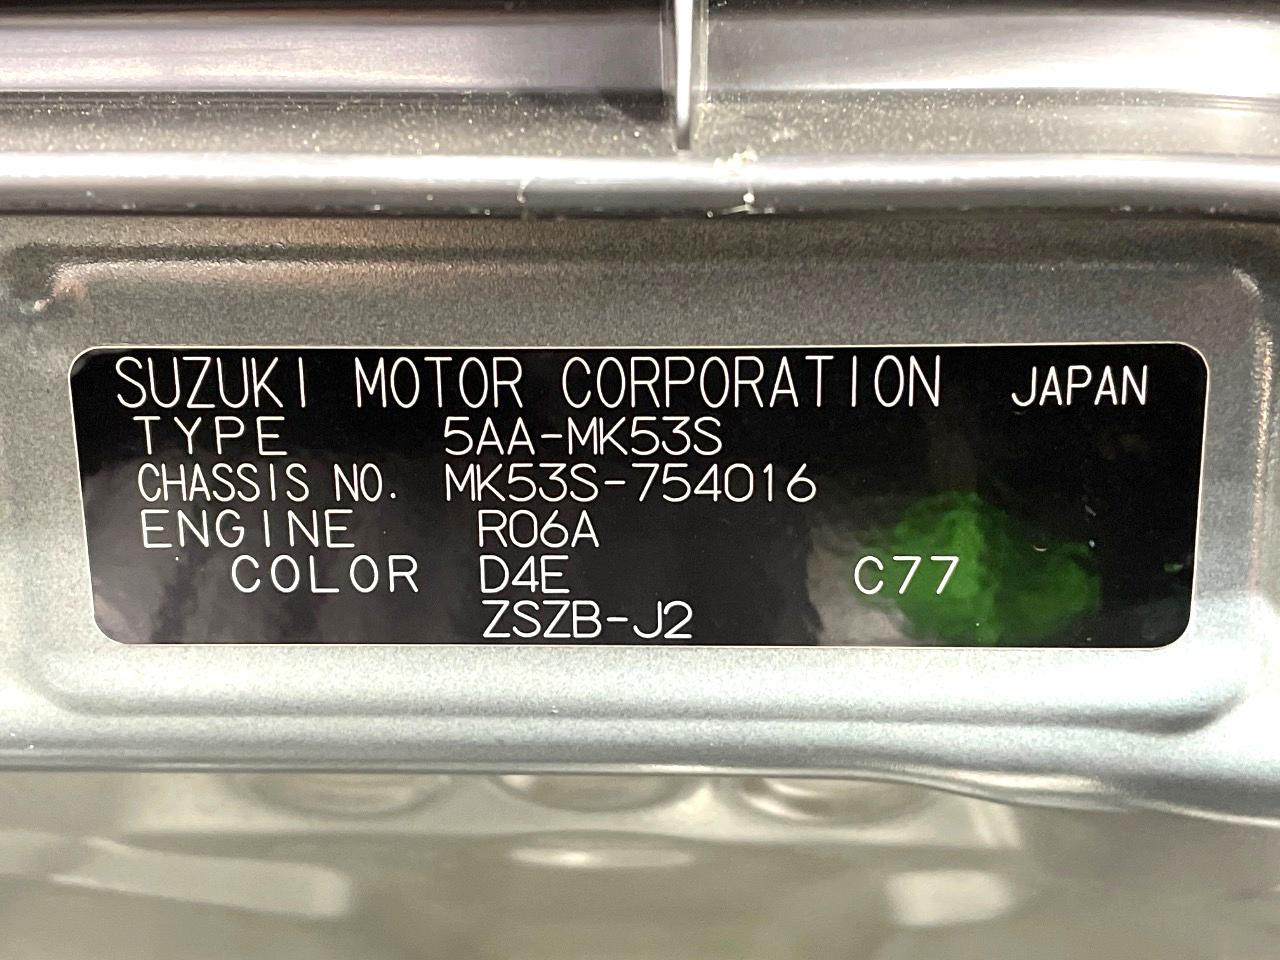 SUZUKI MOTOR CORPORATION JAPAN
TYPE 5AA-MK53S
CHASSIS NO. MK53S-754016
ENGINE R06A
COLOR D4E C77
ZSZB-J2